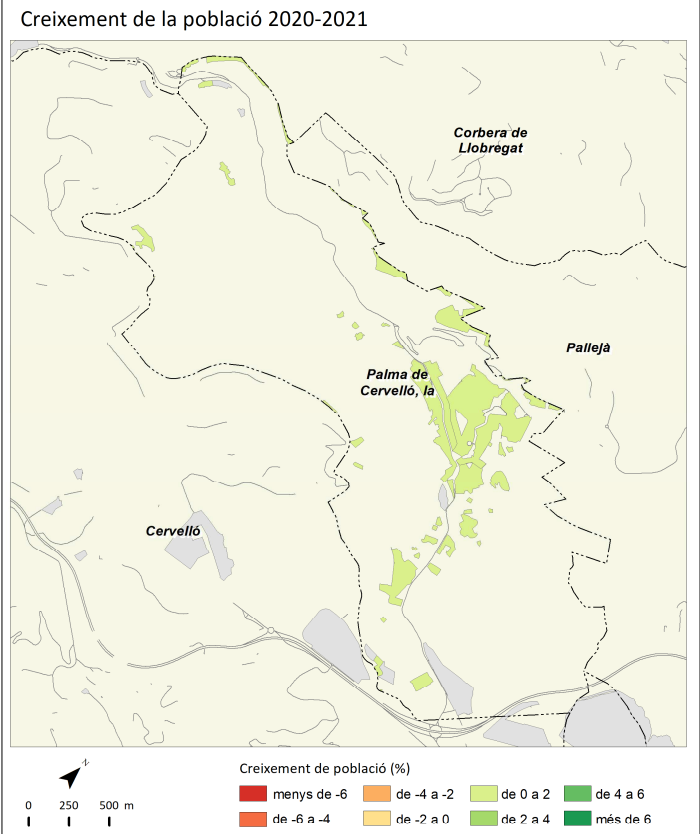 Creixement de la població 2020-2021
Corbera de
Llobregat
Pallejà
Palma de
Cervelló, la
Cervelló
N
0 250 500 m
Creixement de població (%)
menys de -6
de -4 a -2
de 0 a 2
de 4 a 6
de -6 a -4
de -2 a 0
de 2 a 4
més de 6